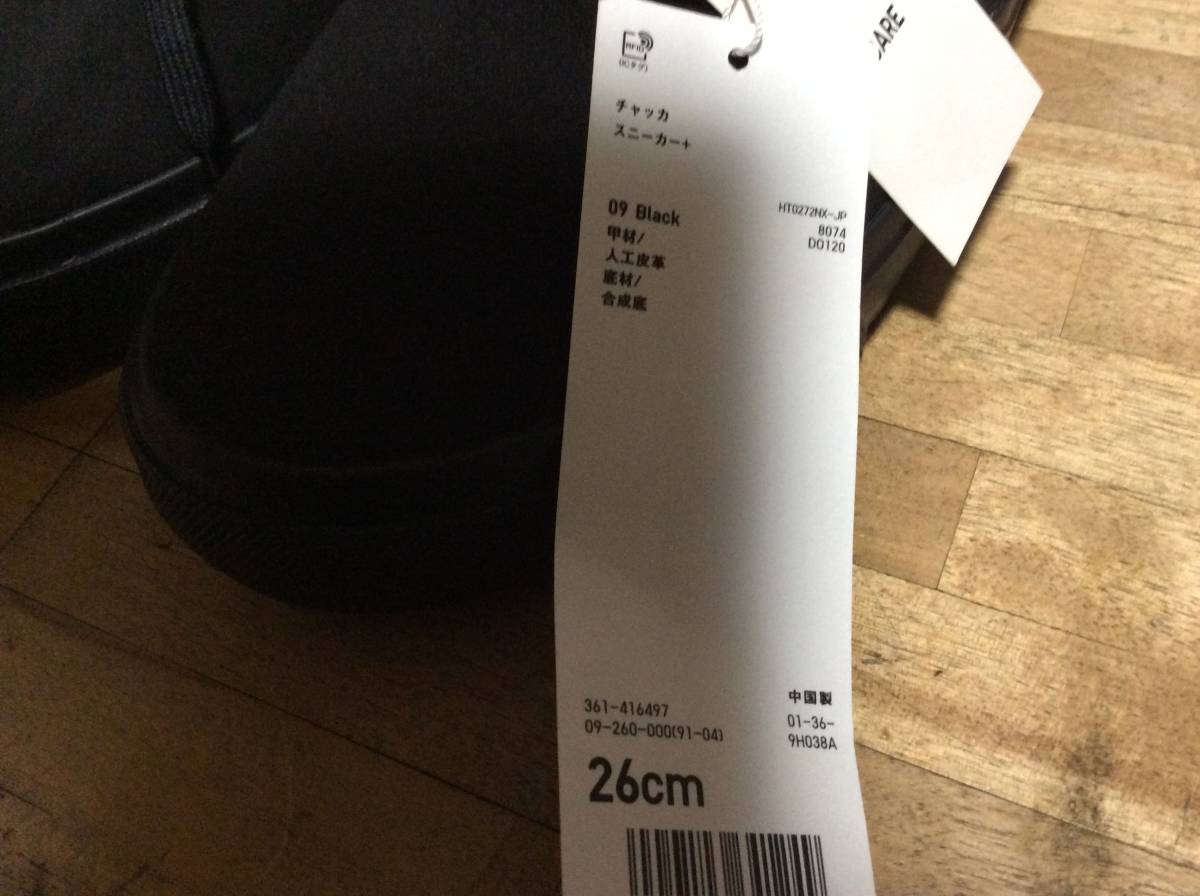 RFID
(ICタグ)
チャッカ
スニーカー+
09 Black
甲材/
人工皮革
底材/
合成底
HT0272NX-JP
8074
DO120
361-416497
09-260-000(91-04)
中国製
01-36-
9H038A
26cm